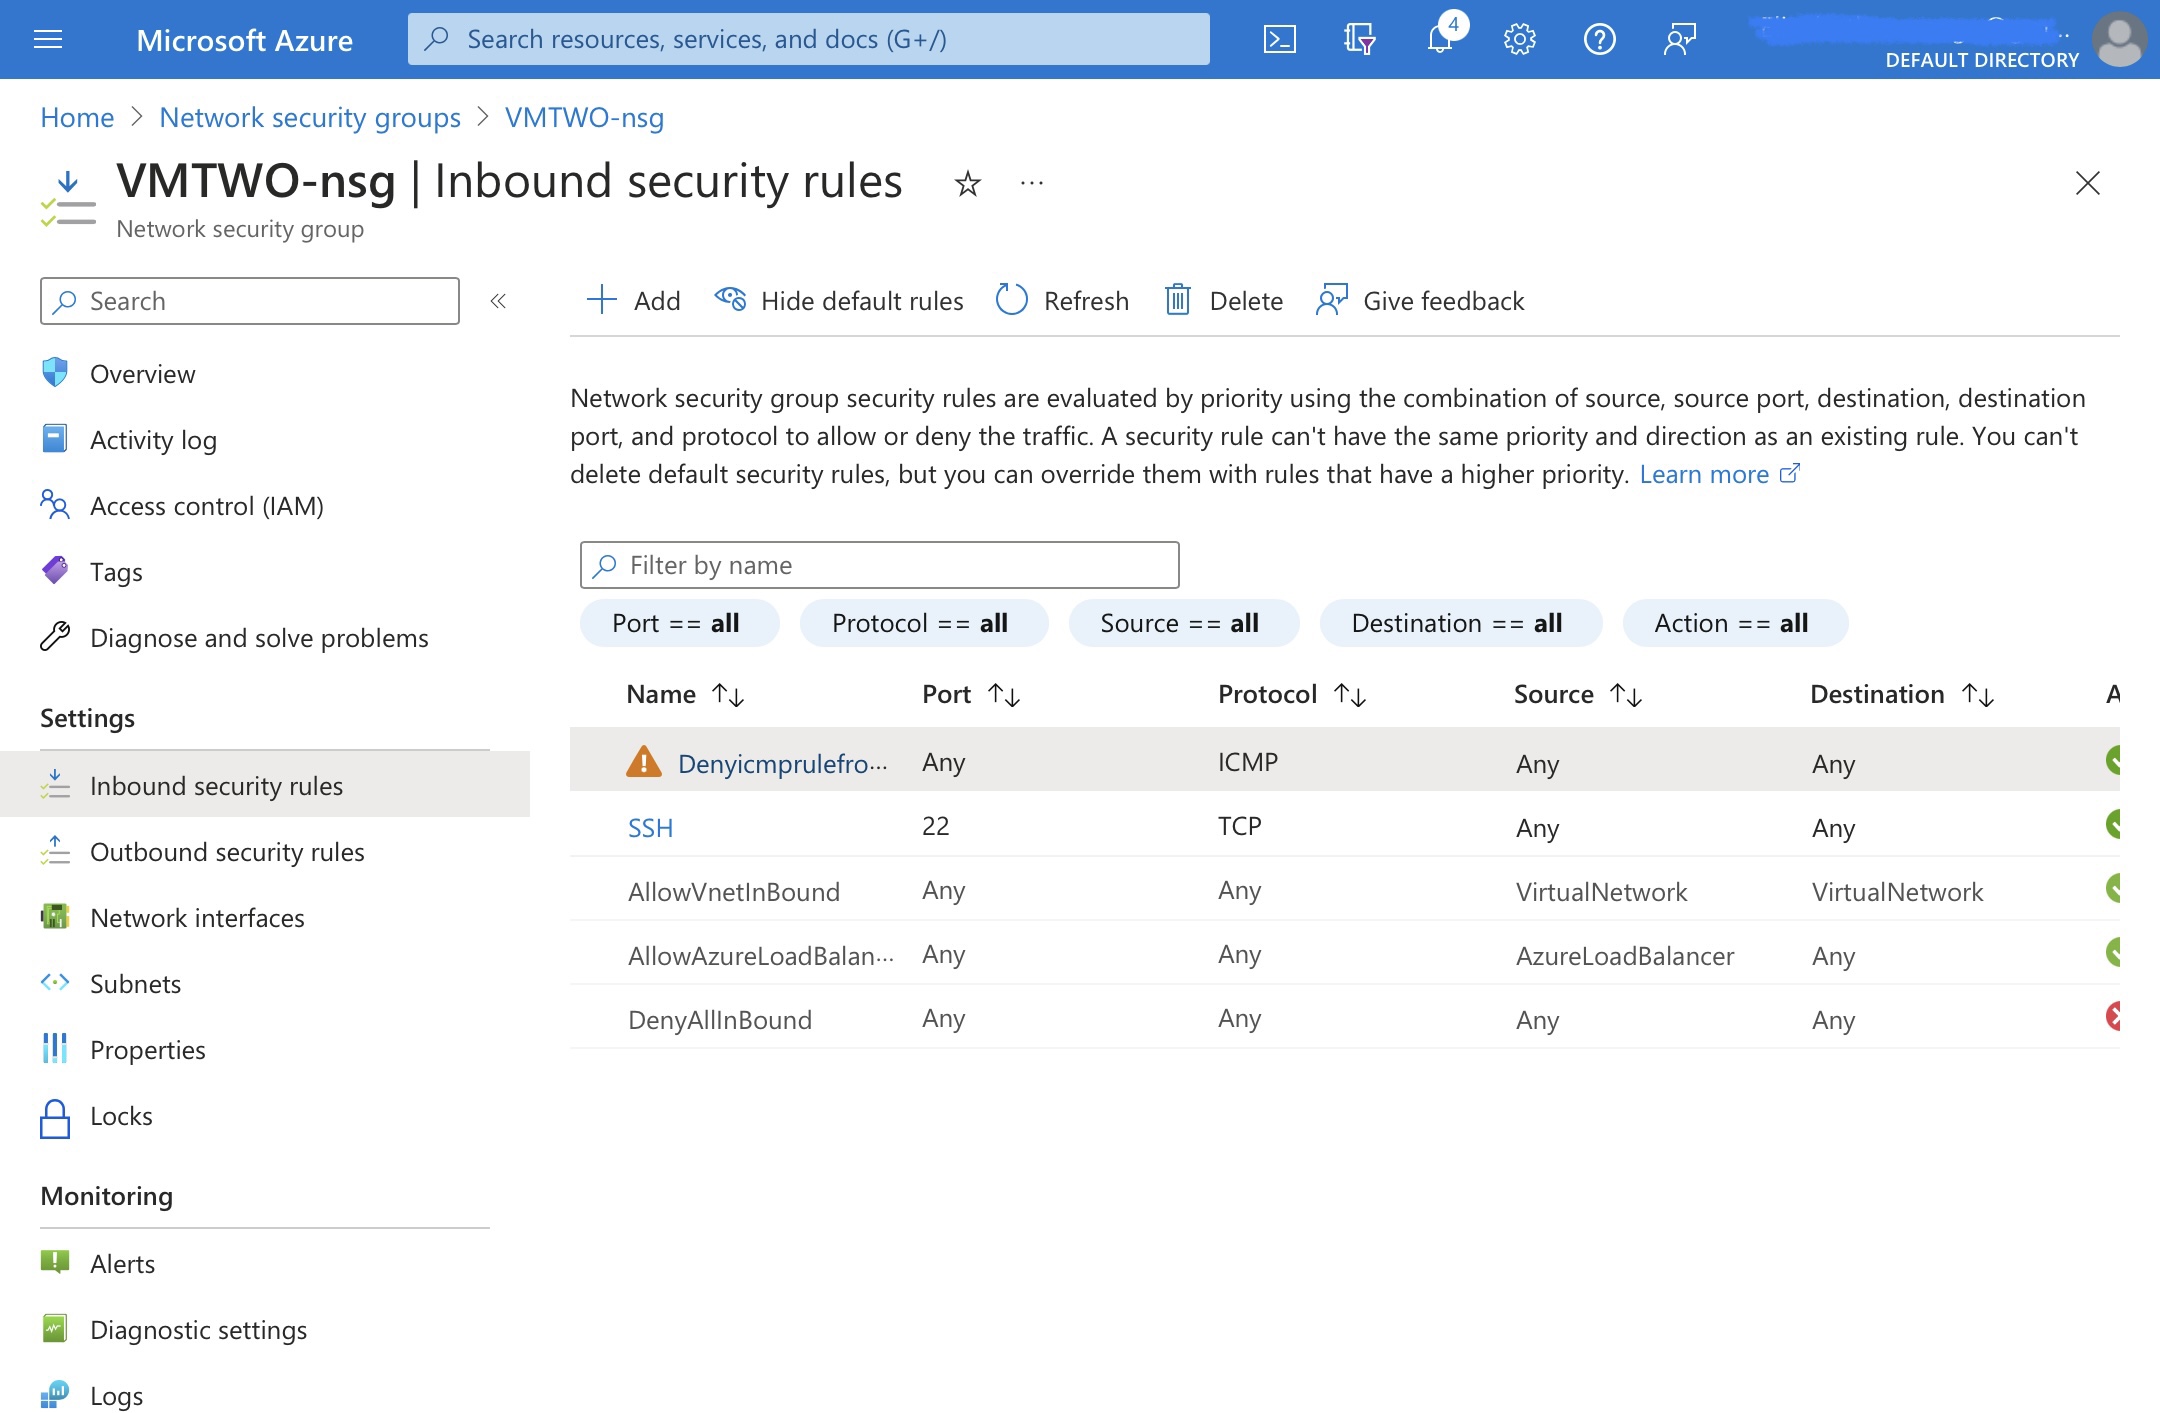 Microsoft Azure
Search resources, services, and docs (G+/)
4
DEFAULT DIRECTORY
Home > Network security groups > VMTWO-nsg
VMTWO-nsg | Inbound security rules
Network security group
Search
Overview
Activity log
Access control (IAM)
Tags
Diagnose and solve problems
Settings
Inbound security rules
Outbound security rules
Network interfaces
Subnets
Properties
Locks
Monitoring
Alerts
Diagnostic settings
Logs
Add Hide default rules Refresh Delete Give feedback
Network security group security rules are evaluated by priority using the combination of source, source port, destination, destination
port, and protocol to allow or deny the traffic. A security rule can't have the same priority and direction as an existing rule. You can't
delete default security rules, but you can override them with rules that have a higher priority. Learn more
Filter by name
Port == all Protocol == all Source == all Destination == all Action == all
Name Port Protocol Source Destination
Denyicmprulefro... Any ICMP Any Any
SSH 22 TCP Any Any
AllowVnetInBound Any Any VirtualNetwork VirtualNetwork
AllowAzureLoadBalan... Any Any AzureLoadBalancer Any
DenyAllInBound Any Any Any Any